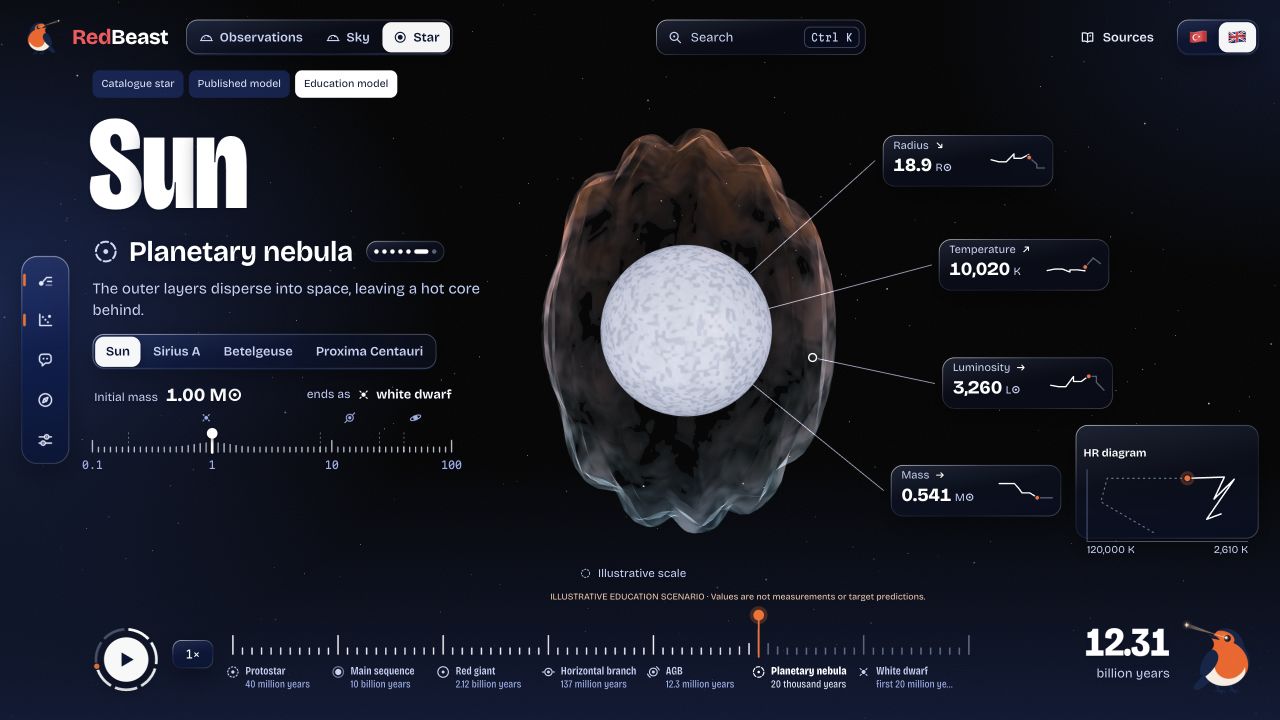 RedBeast
Observations
Sky
Star
Search
Ctrl K
Sources
Catalogue star
Published model
Education model
Sun
Planetary nebula
The outer layers disperse into space, leaving a hot core
behind.
Sun
Sirius A
Betelgeuse
Proxima Centauri
Initial mass 1.00 M☉
ends as white dwarf
0.1
1
10
100
Radius ↘
18.9 R☉
Temperature ↗
10,020 K
Luminosity →
3,260 L☉
Mass →
0.541 M☉
HR diagram
120,000 K
2,610 K
Illustrative scale
ILLUSTRATIVE EDUCATION SCENARIO · Values are not measurements or target predictions.
1×
Protostar
40 million years
Main sequence
10 billion years
Red giant
2.12 billion years
Horizontal branch
137 million years
AGB
12.3 million years
Planetary nebula
20 thousand years
White dwarf
first 20 million ye...
12.31
billion years